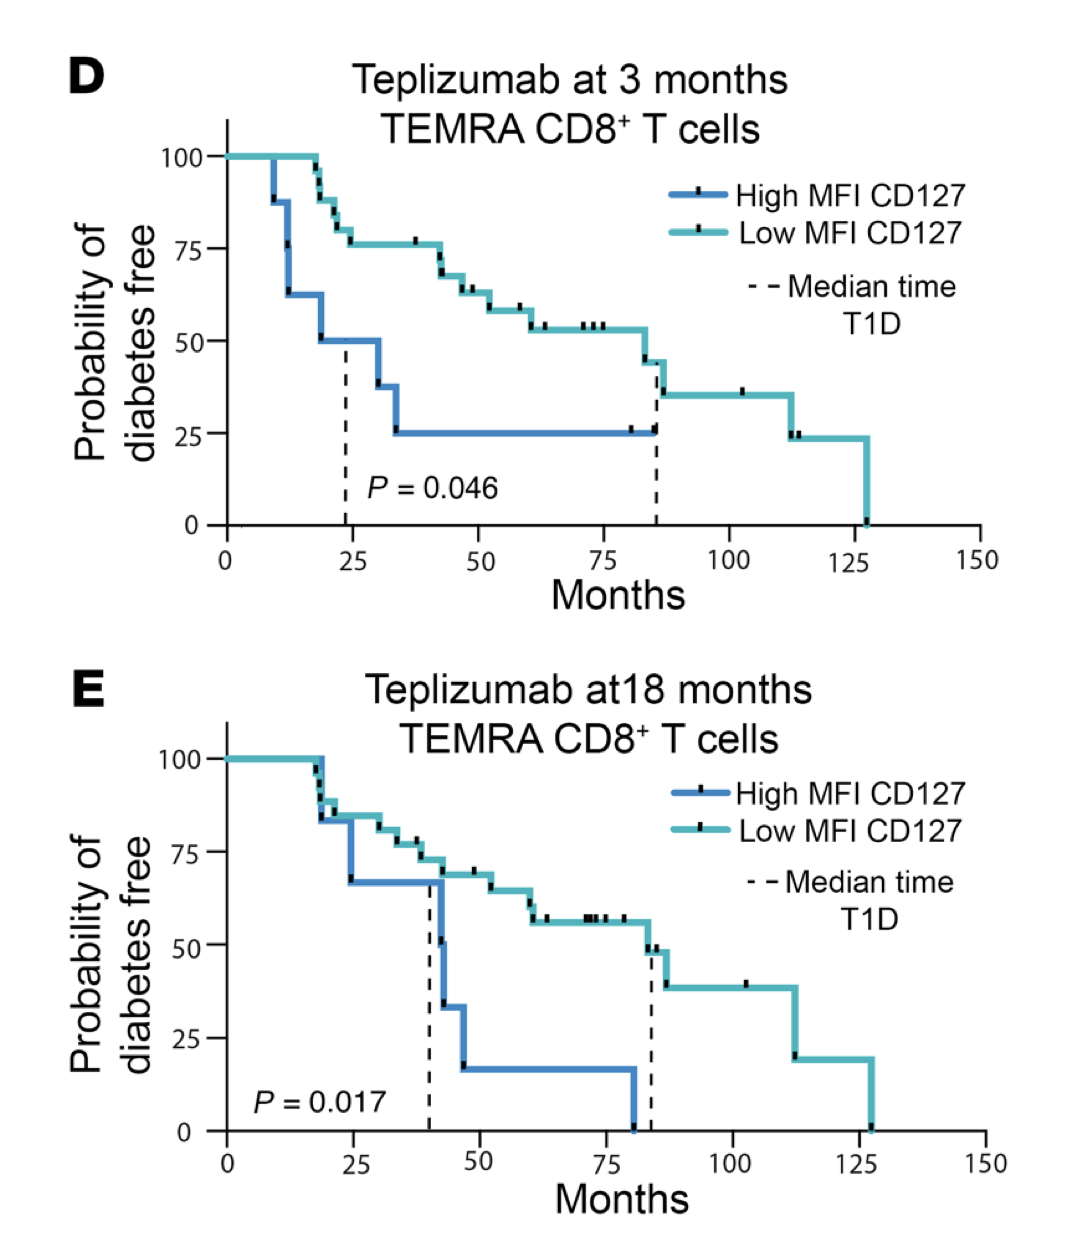 D
Teplizumab at 3 months
TEMRA CD8⁺ T cells
High MFI CD127
Low MFI CD127
Median time
T1D
Probability of
diabetes free
100
75
50
25
0
P = 0.046
0 25 50 75 100 125 150
Months
E
Teplizumab at18 months
TEMRA CD8⁺ T cells
High MFI CD127
Low MFI CD127
Median time
T1D
Probability of
diabetes free
100
75
50
25
0
P = 0.017
0 25 50 75 100 125 150
Months